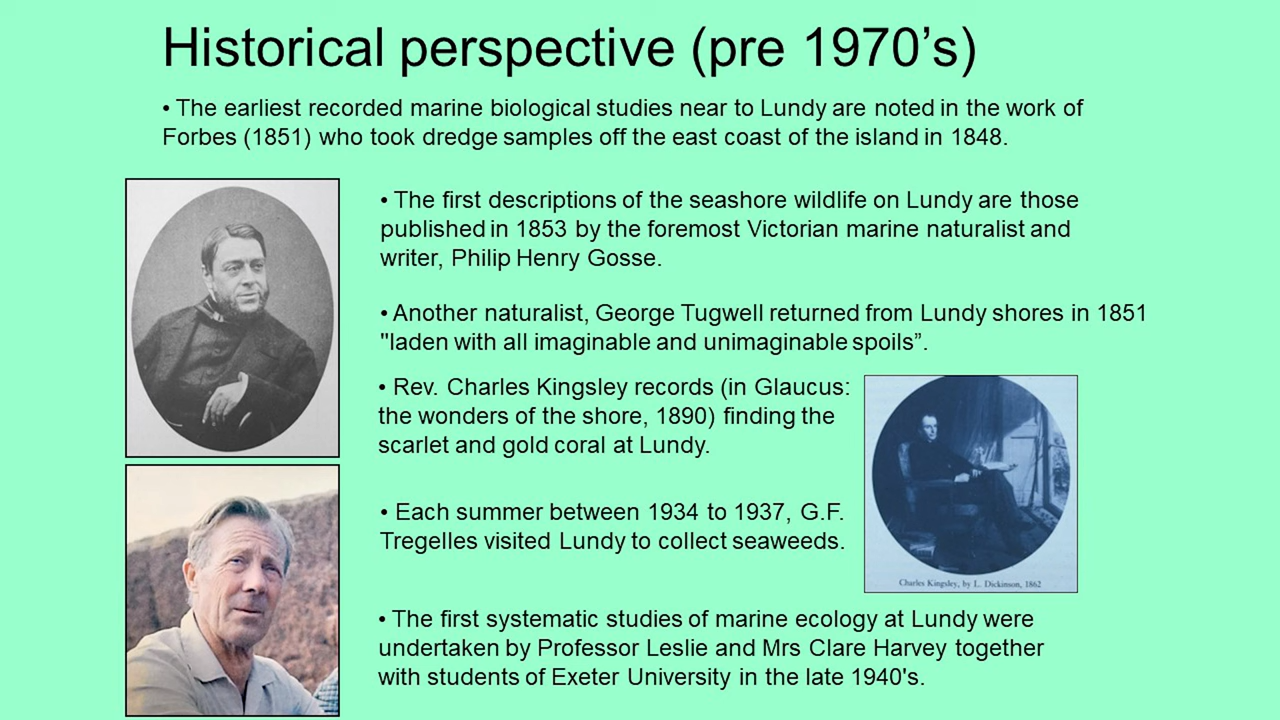 Historical perspective (pre 1970’s)
• The earliest recorded marine biological studies near to Lundy are noted in the work of
Forbes (1851) who took dredge samples off the east coast of the island in 1848.
• The first descriptions of the seashore wildlife on Lundy are those
published in 1853 by the foremost Victorian marine naturalist and
writer, Philip Henry Gosse.
• Another naturalist, George Tugwell returned from Lundy shores in 1851
"laden with all imaginable and unimaginable spoils”.
• Rev. Charles Kingsley records (in Glaucus:
the wonders of the shore, 1890) finding the
scarlet and gold coral at Lundy.
Charles Kingsley, by L. Dickinson, 1862
• Each summer between 1934 to 1937, G.F.
Tregelles visited Lundy to collect seaweeds.
• The first systematic studies of marine ecology at Lundy were
undertaken by Professor Leslie and Mrs Clare Harvey together
with students of Exeter University in the late 1940's.